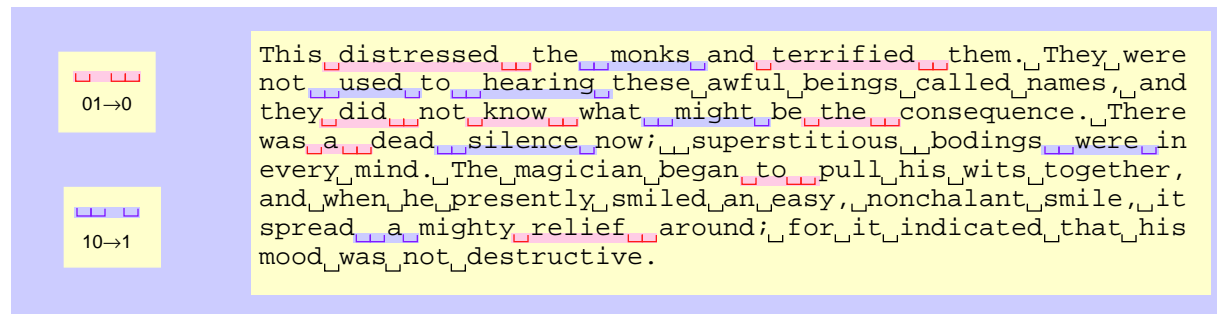 01→0
10→1
This␣distressed␣␣the␣␣monks␣and␣terrified␣␣them.␣They␣were
not␣␣used␣to␣␣hearing␣these␣awful␣beings␣called␣names,␣and
they␣did␣␣not␣know␣␣what␣␣might␣be␣the␣␣consequence.␣There
was␣a␣␣dead␣␣silence␣now;␣␣superstitious␣␣bodings␣␣were␣in
every␣mind.␣The␣magician␣began␣to␣␣pull␣his␣wits␣together,
and␣when␣he␣presently␣smiled␣an␣easy,␣nonchalant␣smile,␣it
spread␣␣a␣mighty␣relief␣␣around;␣for␣it␣indicated␣that␣his
mood␣was␣not␣destructive.